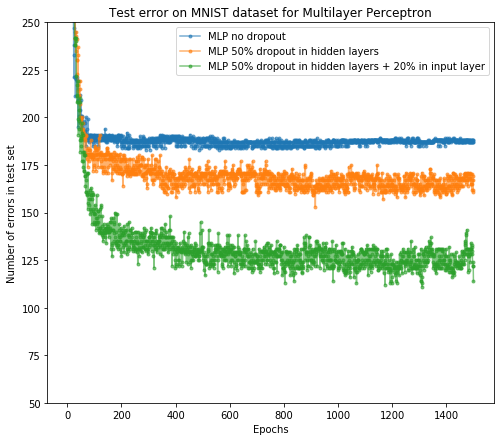 Test error on MNIST dataset for Multilayer Perceptron
MLP no dropout
MLP 50% dropout in hidden layers
MLP 50% dropout in hidden layers + 20% in input layer
Number of errors in test set
250
225
200
175
150
125
100
75
50
0 200 400 600 800 1000 1200 1400
Epochs